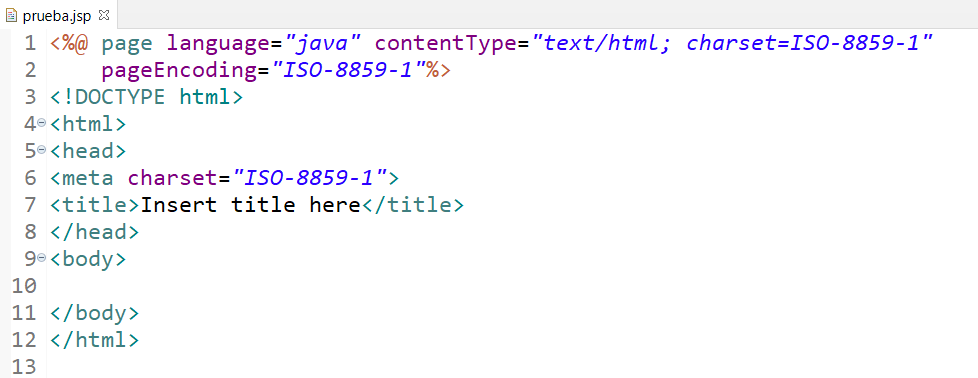 prueba.jsp
1 <%@ page language="java" contentType="text/html; charset=ISO-8859-1"
2     pageEncoding="ISO-8859-1"%>
3 <!DOCTYPE html>
4 <html>
5 <head>
6 <meta charset="ISO-8859-1">
7 <title>Insert title here</title>
8 </head>
9 <body>
10
11 </body>
12 </html>
13